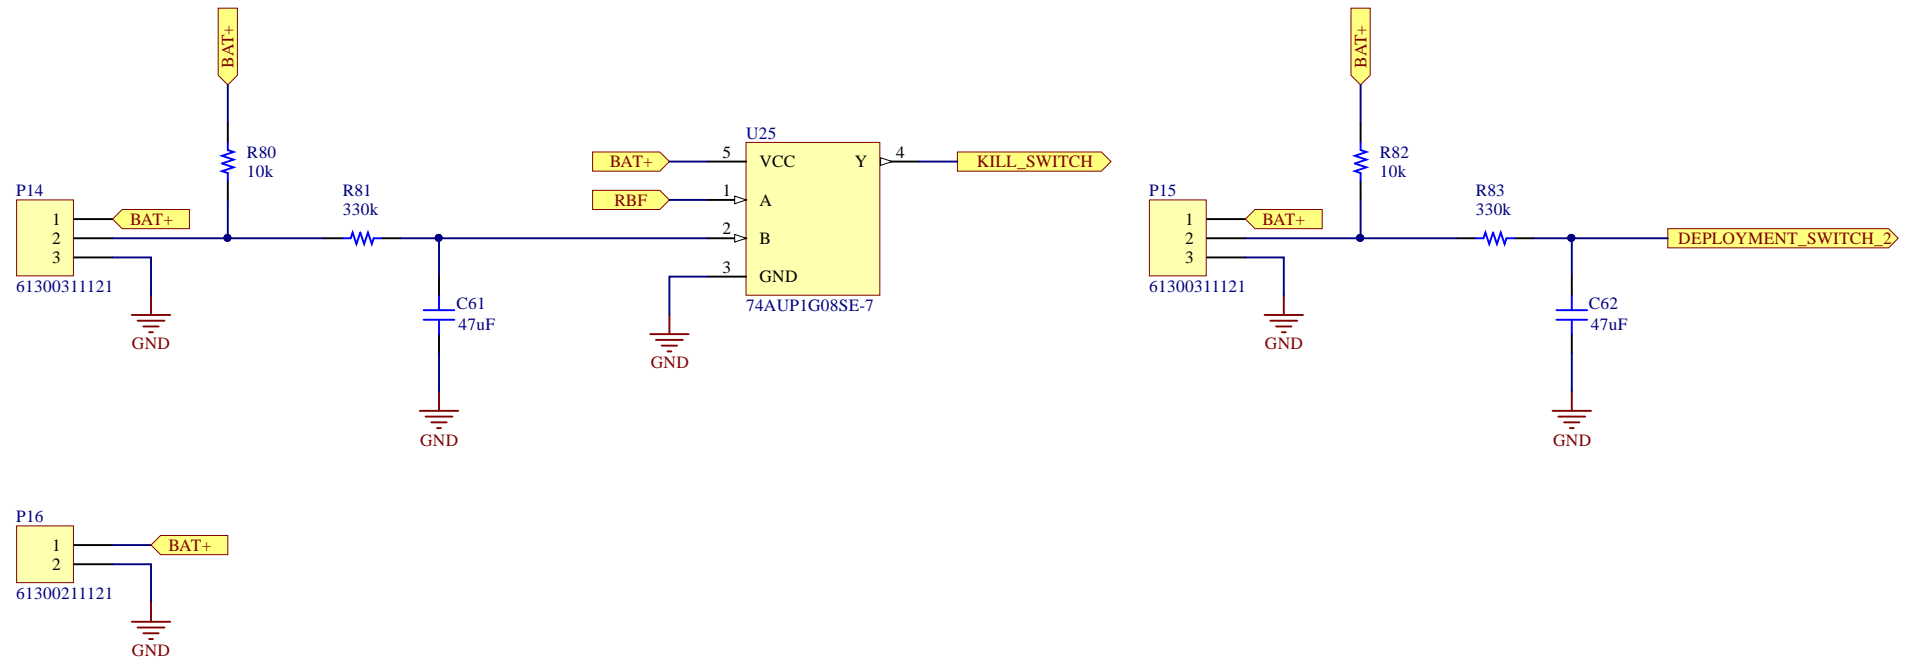 BAT+
R80
10k
P14
1
2
3
BAT+
61300311121
GND
R81
330k
C61
47uF
GND
U25
BAT+
5
VCC
Y
4
KILL_SWITCH
RBF
1
A
2
B
3
GND
74AUP1G08SE-7
GND
BAT+
R82
10k
P15
1
2
3
BAT+
61300311121
GND
R83
330k
DEPLOYMENT_SWITCH_2
C62
47uF
GND
P16
1
2
BAT+
61300211121
GND